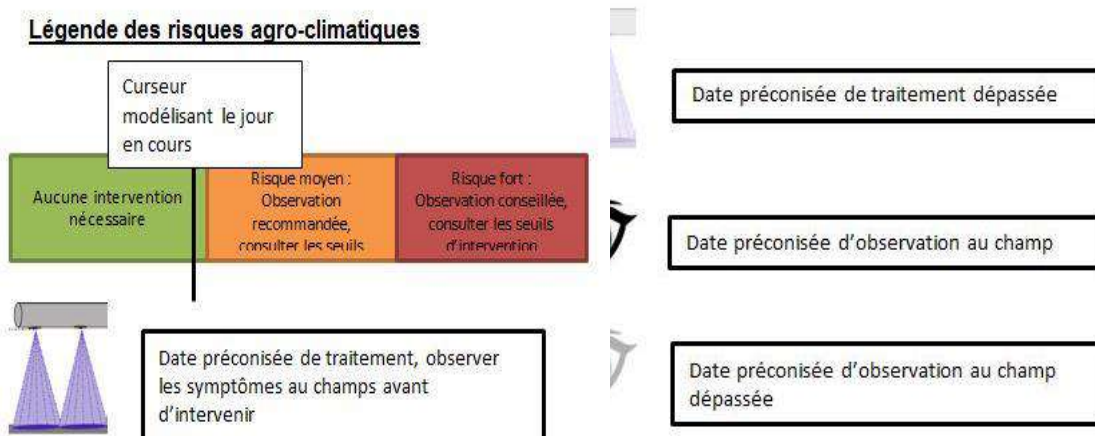 Légende des risques agro-climatiques
Curseur
modélisant le jour
en cours
Aucune intervention
nécessaire
Risque moyen :
Observation
recommandée,
consulter les seuils
Risque fort :
Observation conseillée,
consulter les seuils
d'intervention
Date préconisée de traitement, observer
les symptômes au champs avant
d'intervenir
Date préconisée de traitement dépassée
Date préconisée d'observation au champ
Date préconisée d'observation au champ
dépassée